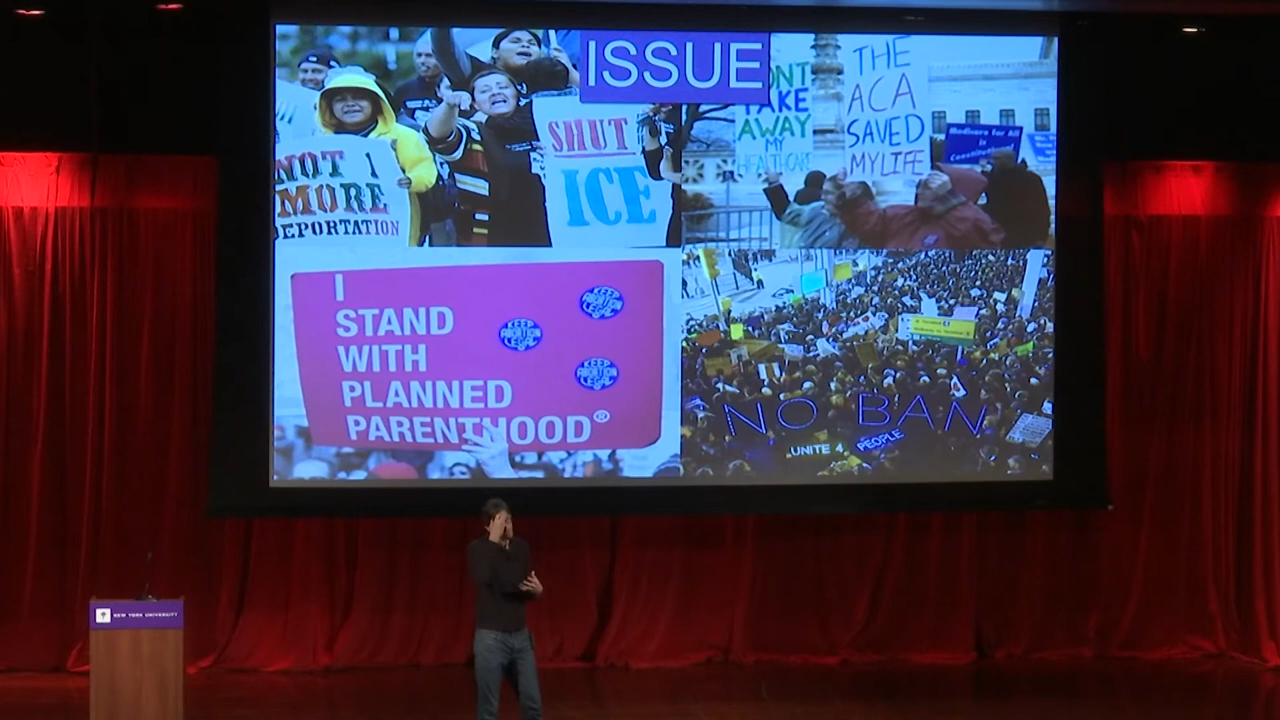 ISSUE
NOT 1
MORE
DEPORTATION
SHUT
ICE
DONT
TAKE
AWAY
MY
HEALTHCARE
THE
ACA
SAVED
MY LIFE
Medicare for All
is
Constitutional
I
STAND
WITH
PLANNED
PARENTHOOD®
KEEP
ABORTION
LEGAL
KEEP
ABORTION
LEGAL
KEEP
ABORTION
LEGAL
NO BAN
UNITE 4 PEOPLE
NEW YORK UNIVERSITY